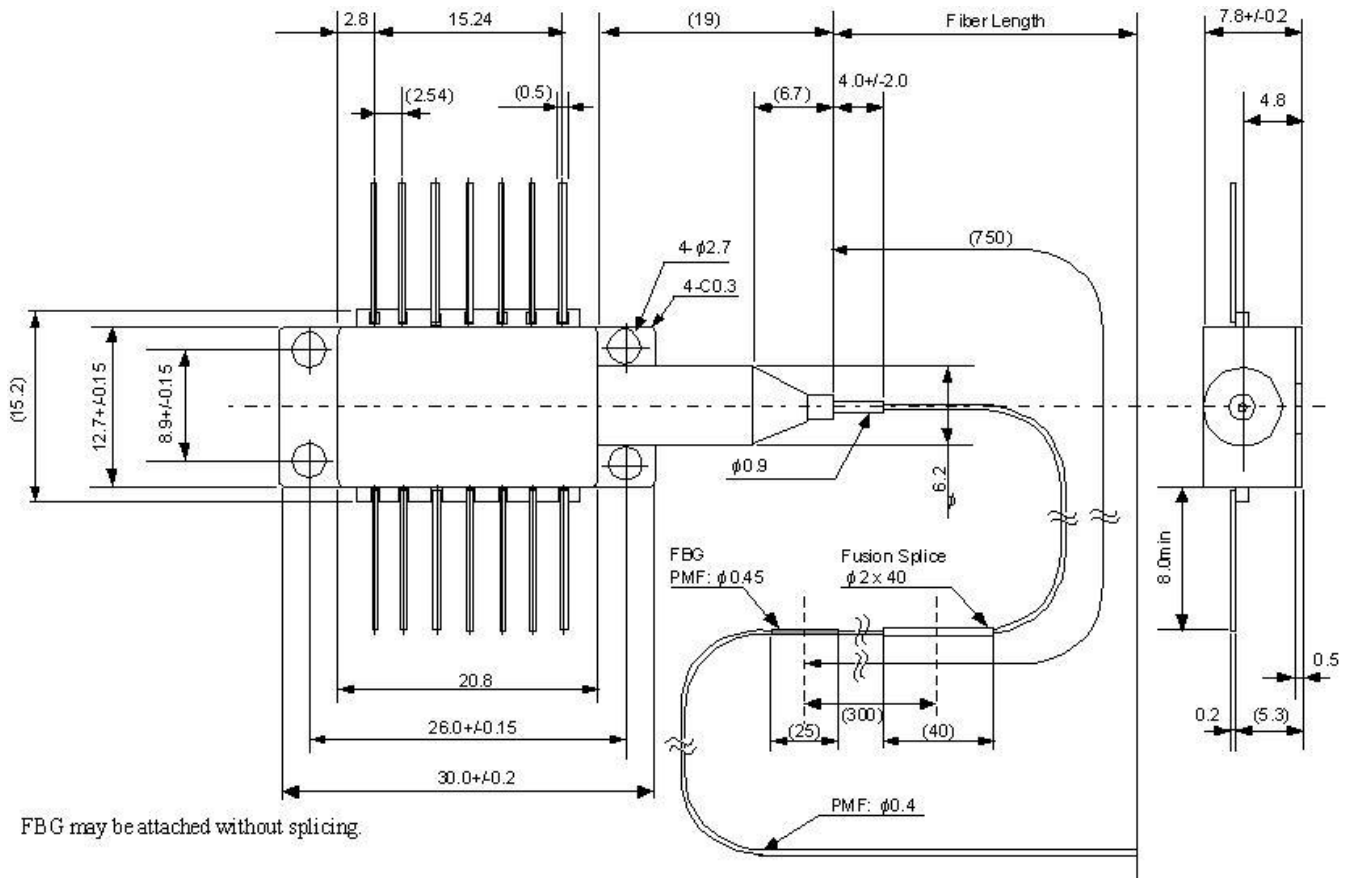 2.8
15.24
(19)
Fiber Length
7.8+/-0.2
(2.54)
(0.5)
(6.7)
4.0+/-2.0
4.8
(750)
4-ϕ2.7
4-C0.3
(15.2)
12.7+/-0.15
8.9+/-0.15
ϕ0.9
ϕ6.2
8.0min
FBG
PMF: ϕ0.45
Fusion Splice
ϕ2 x 40
20.8
0.5
(300)
26.0+/-0.15
(25)
(40)
0.2
(5.3)
30.0+/-0.2
PMF: ϕ0.4
FBG may be attached without splicing.